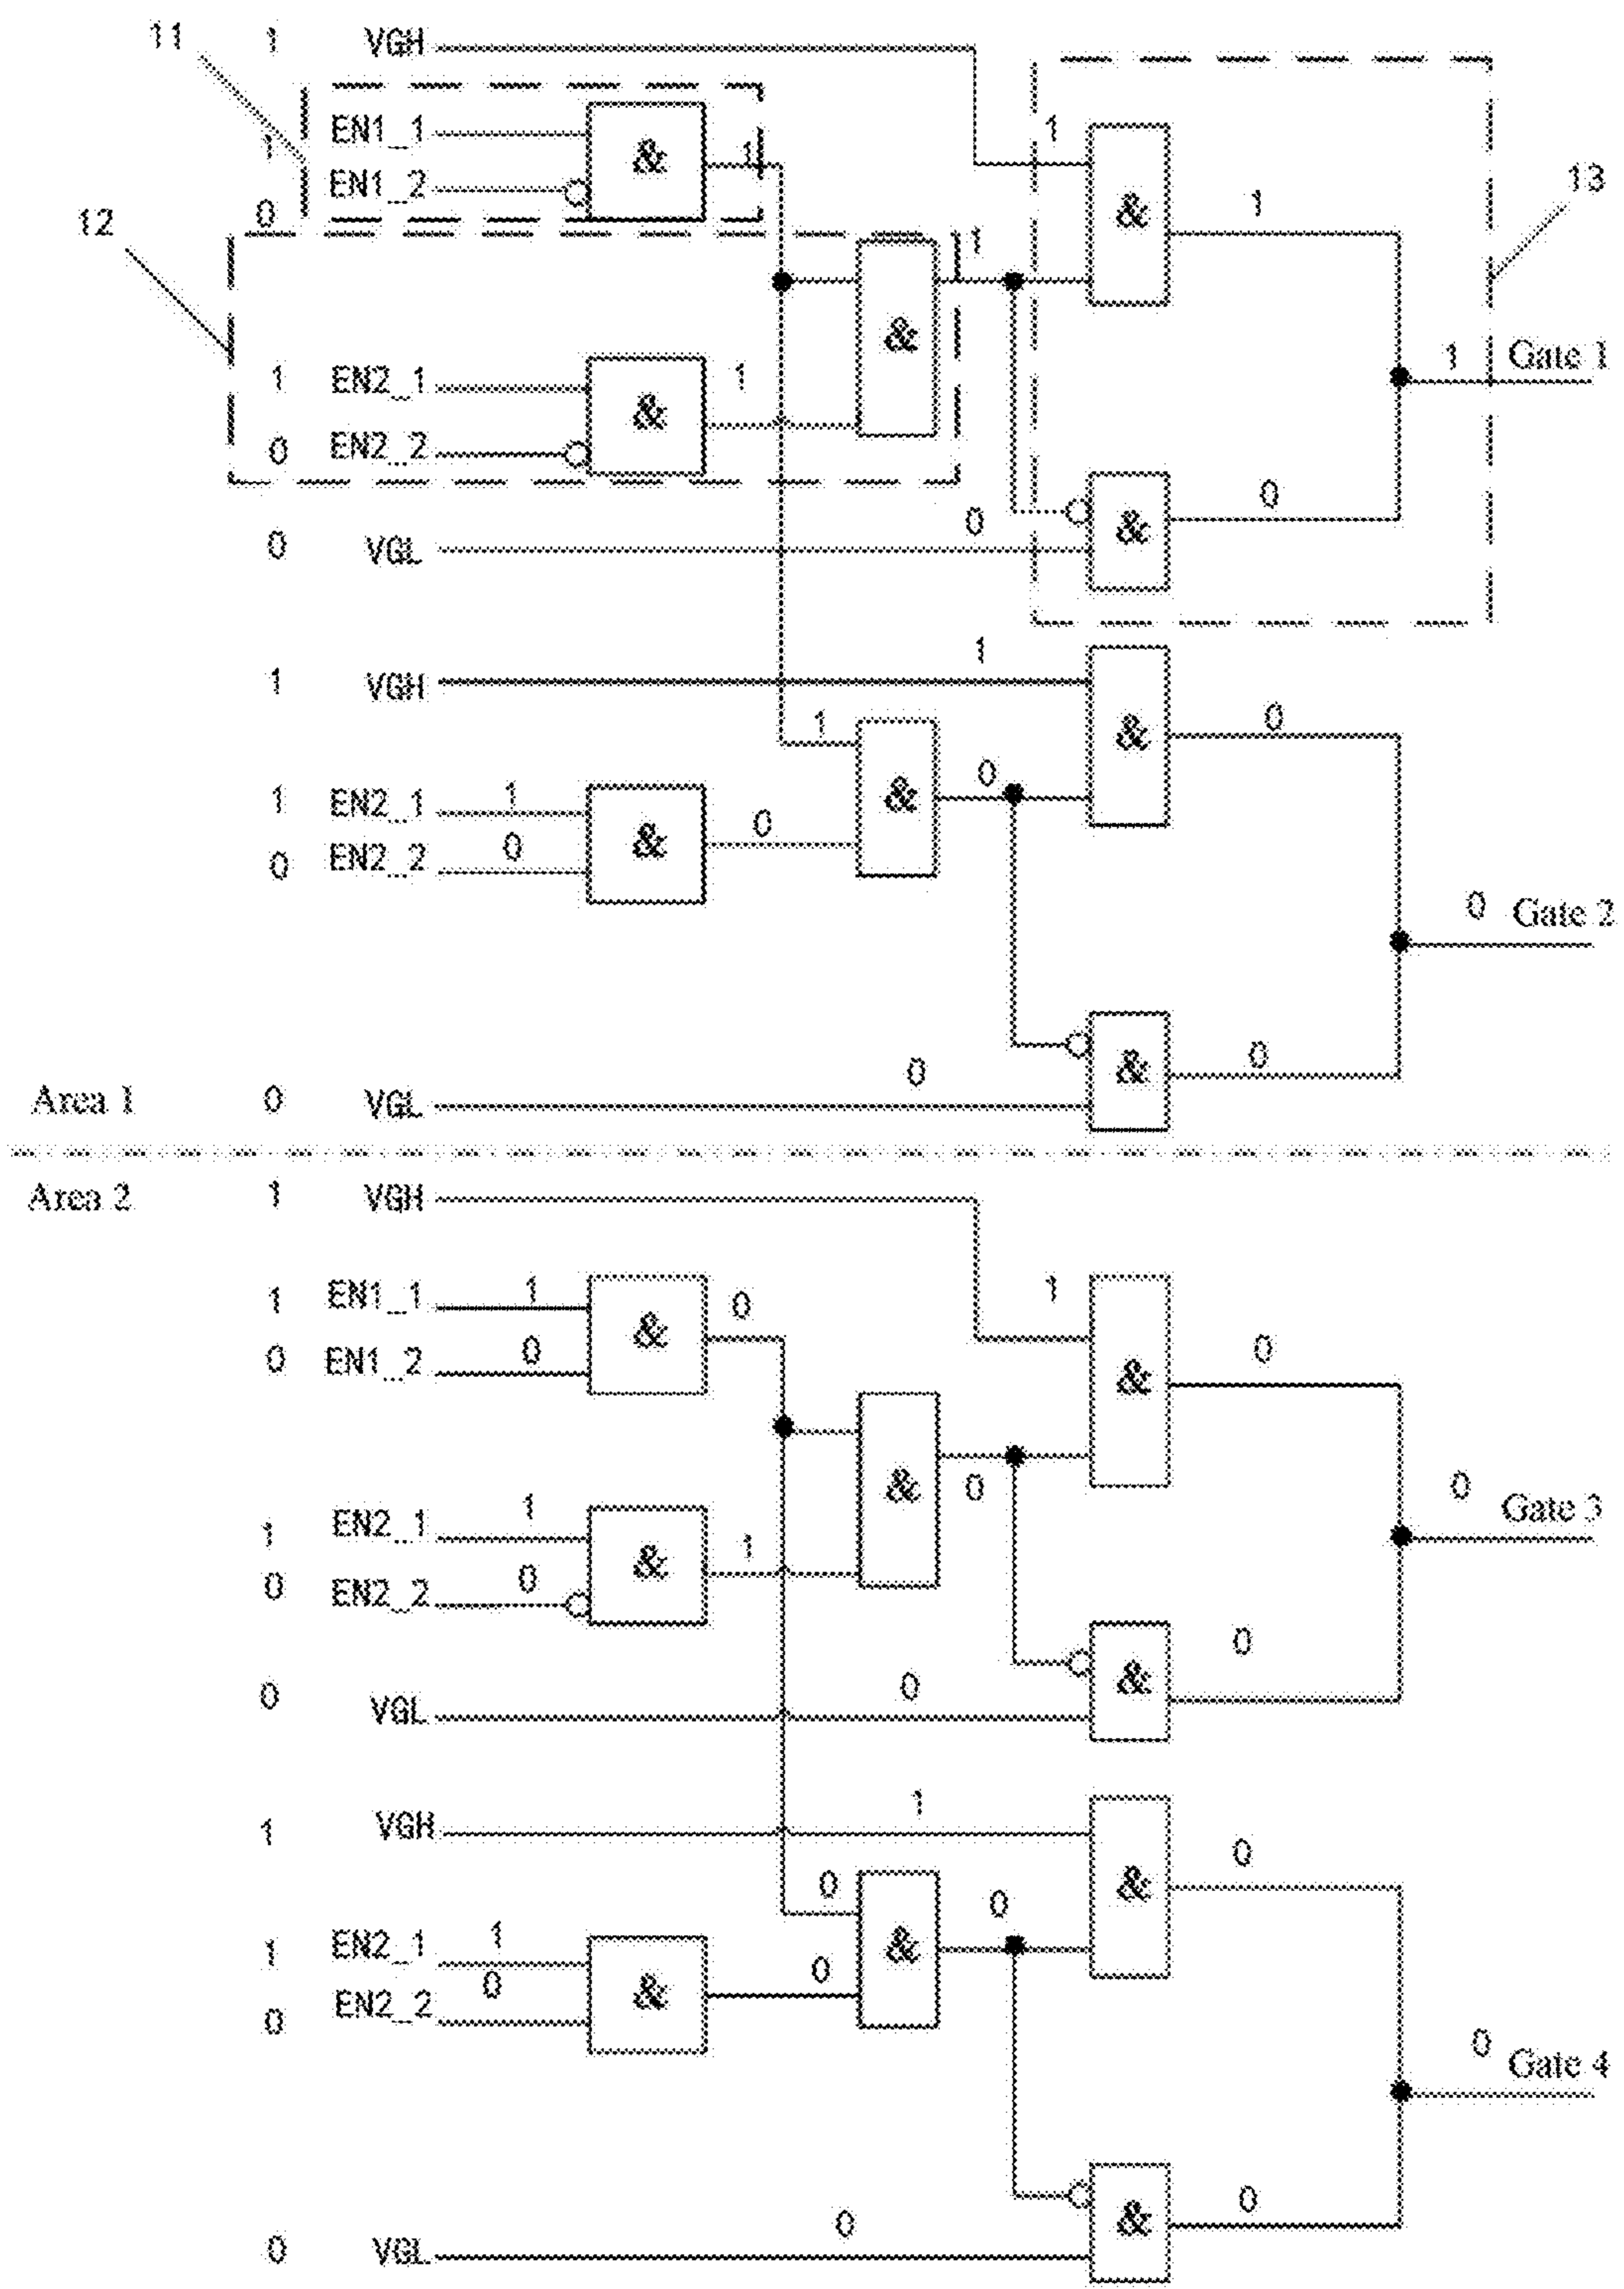 11 1 VGH
EN1_1 & 1 1 &
1
EN1_2
0
12
13
1
1
&
1 EN2_1 & 1
0 EN2_2
1 Gate 1
0 VGL 0 & 0
1 VGH 1 & 0
1
1 EN2_1 1 & 0 & 0
0 EN2_2 0
0 Gate 2
Area 1 0 VGL 0 & 0
Area 2 1 VGH
1 EN1_1 1 & 0 1 & 0
0 EN1_2 0
& 0
1 EN2_1 1 & 1
0 EN2_2 0
0 Gate 3
0 VGL 0 & 0
1 VGH 1 & 0
0
1 EN2_1 1 & 0 & 0
0 EN2_2 0
0 Gate 4
0 VGL 0 & 0